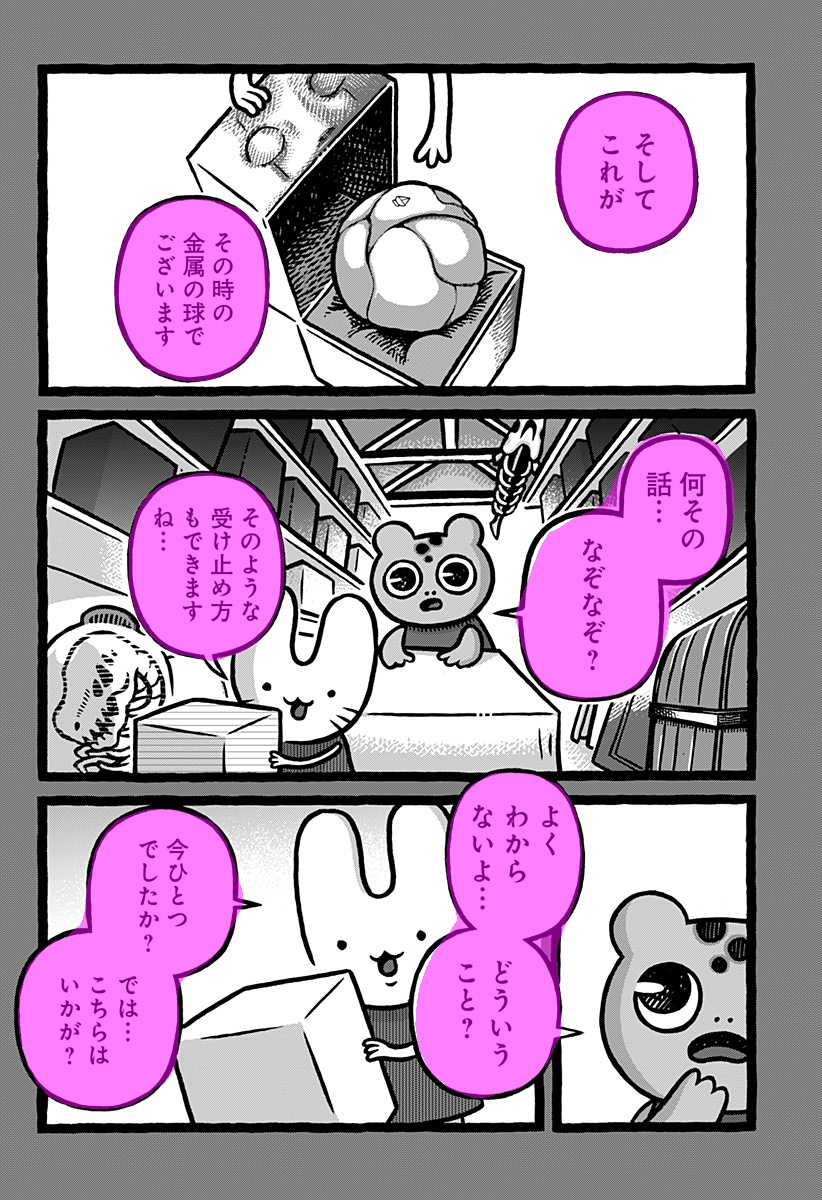 そして
これが
その時の
金属の球で
ございます
何その
話…
なぞなぞ?
そのような
受け止め方
もできます
ね…
よく
わから
ないよ…
どういう
こと?
今ひとつ
でしたか?
では…
こちらは
いかが?